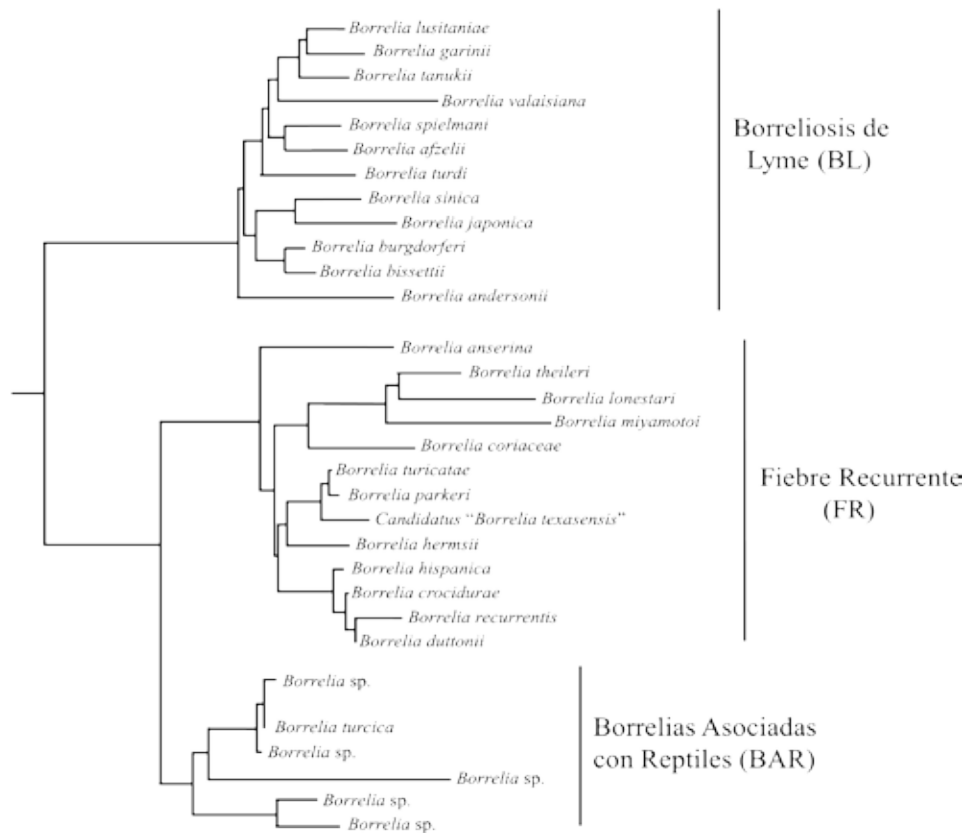 Borrelia lusitaniae
Borrelia garinii
Borrelia tanukii
Borrelia valaisiana
Borrelia spielmani
Borrelia afzelii
Borrelia turdi
Borrelia sinica
Borrelia japonica
Borrelia burgdorferi
Borrelia bissettii
Borrelia andersonii
Borreliosis de
Lyme (BL)
Borrelia anserina
Borrelia theileri
Borrelia lonestari
Borrelia miyamotoi
Borrelia coriaceae
Borrelia turicatae
Borrelia parkeri
Candidatus “Borrelia texasensis”
Borrelia hermsii
Borrelia hispanica
Borrelia crocidurae
Borrelia recurrentis
Borrelia duttonii
Fiebre Recurrente
(FR)
Borrelia sp.
Borrelia turcica
Borrelia sp.
Borrelia sp.
Borrelia sp.
Borrelia sp.
Borrelias Asociadas
con Reptiles (BAR)